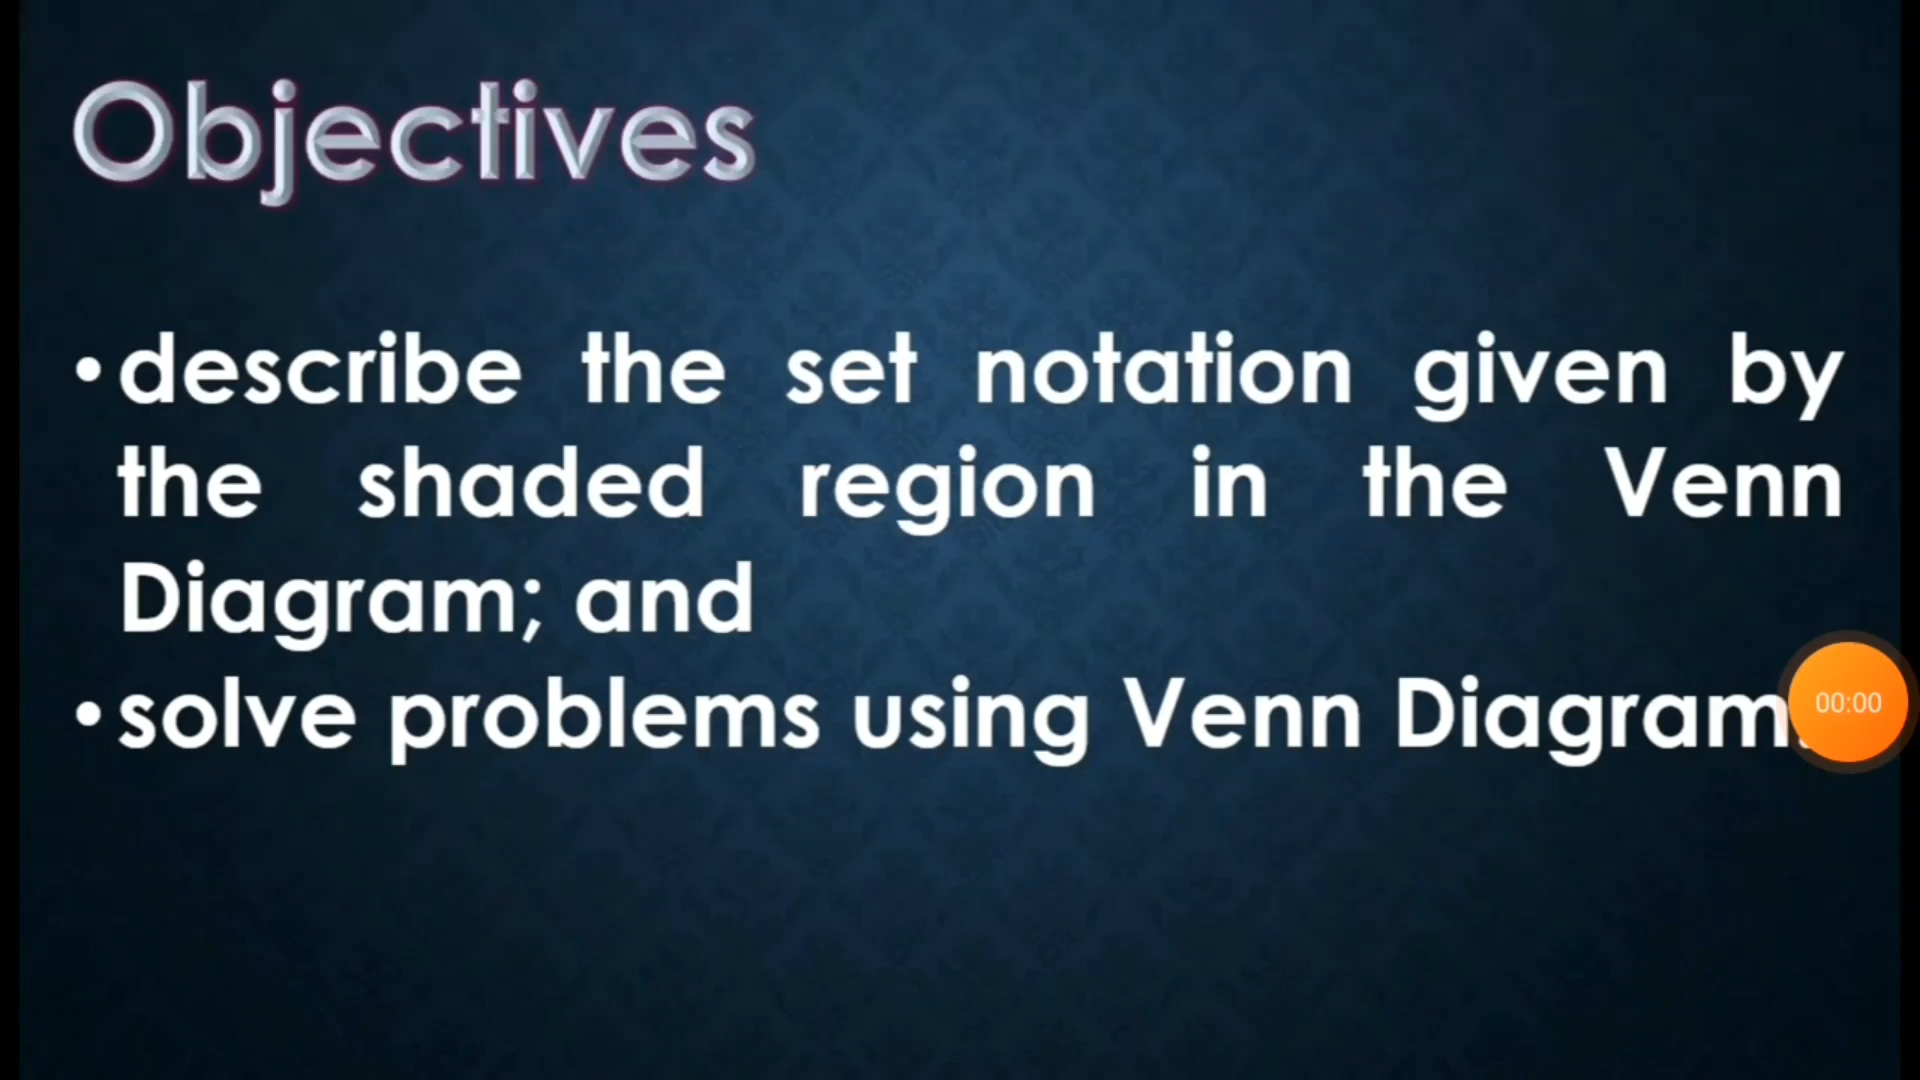 Objectives
• describe the set notation given by
the shaded region in the Venn
Diagram; and
• solve problems using Venn Diagram.
00:00